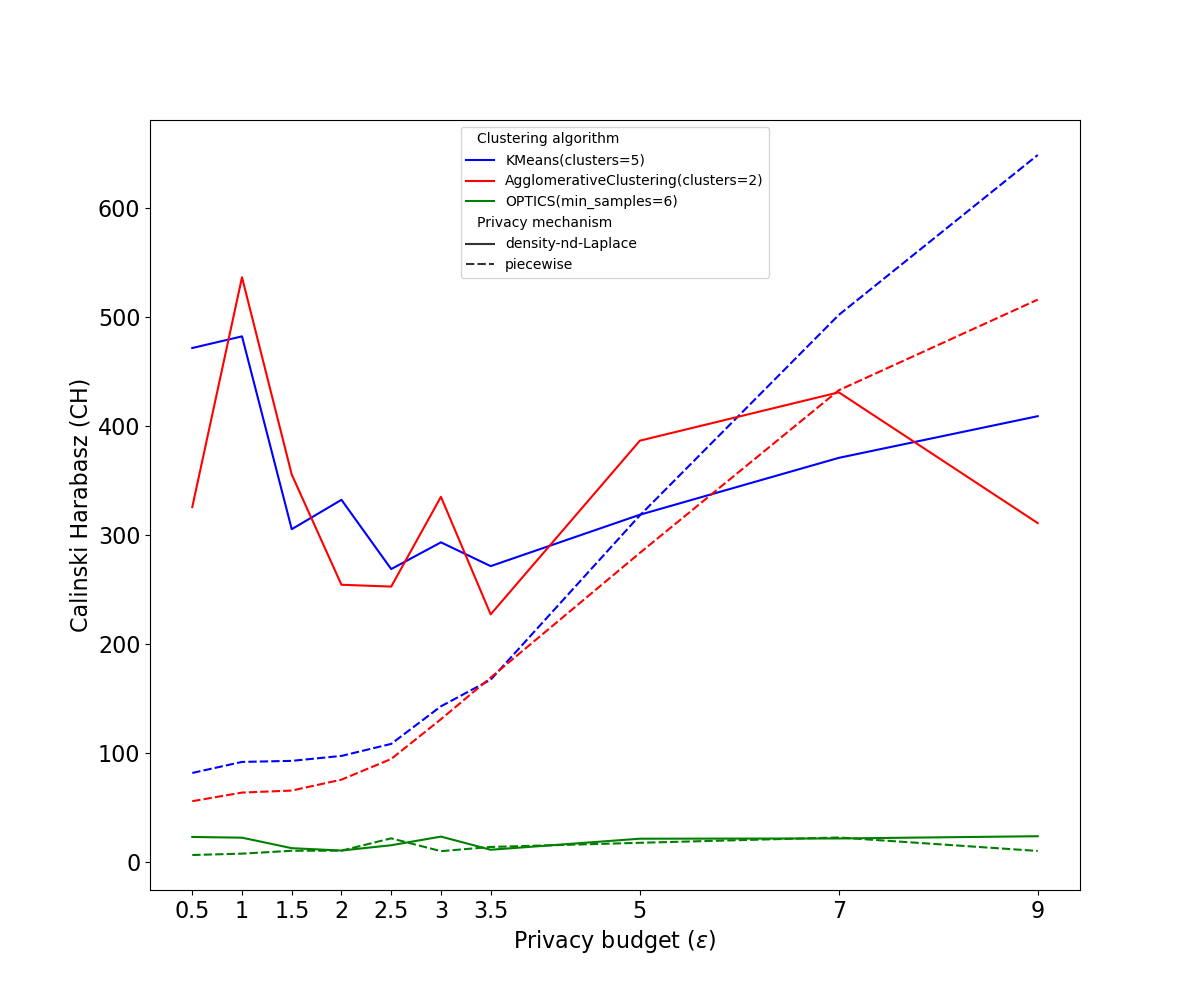 Clustering algorithm
KMeans(clusters=5)
AgglomerativeClustering(clusters=2)
OPTICS(min_samples=6)
Privacy mechanism
density-nd-Laplace
piecewise
600
500
400
300
200
100
0
Calinski Harabasz (CH)
0.5 1 1.5 2 2.5 3 3.5 5 7 9
Privacy budget (ε)